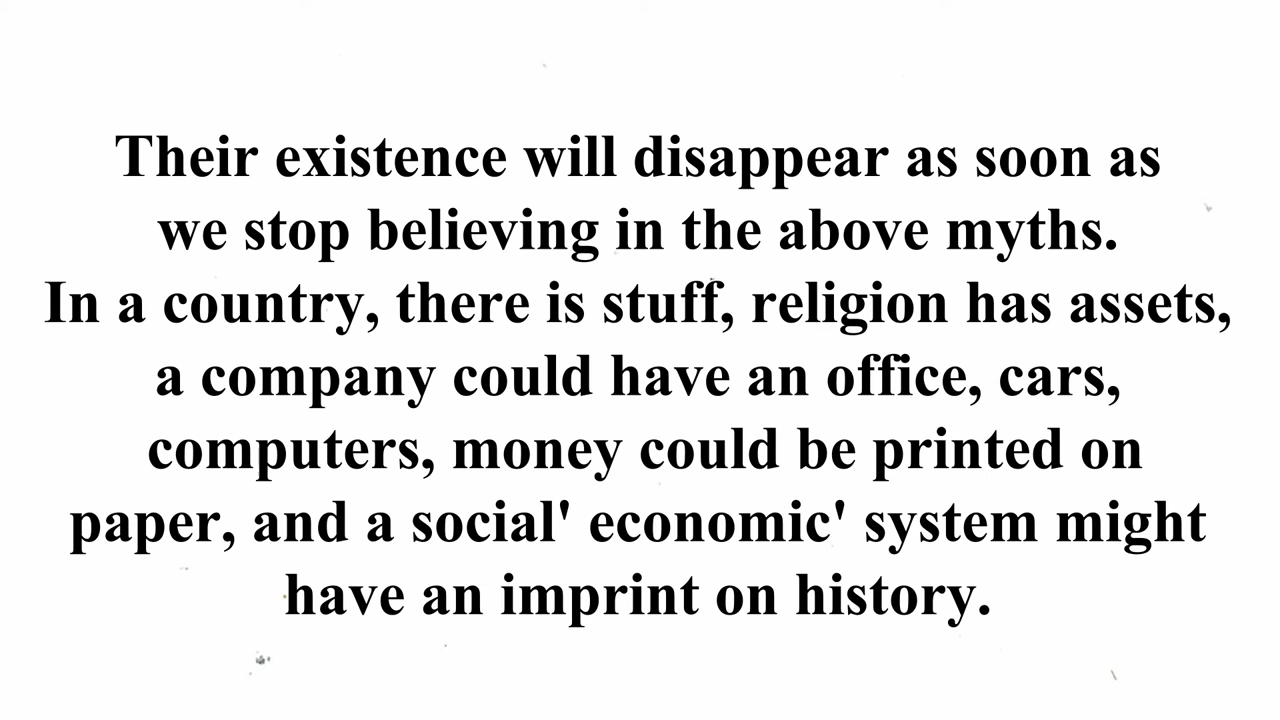 Their existence will disappear as soon as
we stop believing in the above myths.
In a country, there is stuff, religion has assets,
a company could have an office, cars,
computers, money could be printed on
paper, and a social' economic' system might
have an imprint on history.